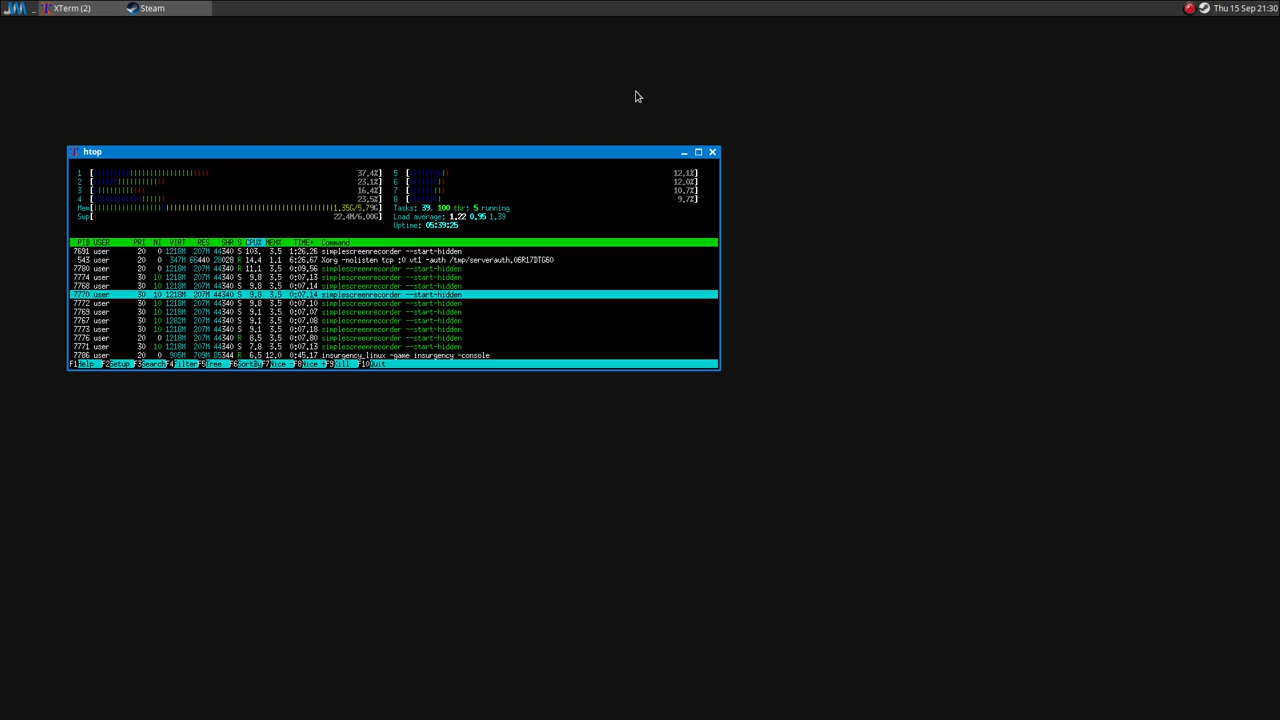 XTerm (2) Steam Thu 15 Sep 21:30
htop
1 [ 37.4%] 5 [ 12.1%]
2 [ 23.1%] 6 [ 12.0%]
3 [ 16.4%] 7 [ 10.7%]
4 [ 23.5%] 8 [ 9.7%]
Mem[ 1.35G/5.79G] Tasks: 39, 100 thr; 5 running
Swp[ 22.4M/6.00G] Load average: 1.22 0.95 1.39
Uptime: 05:39:25
PID USER PRI NI VIRT RES SHR S CPU% MEM% TIME+ Command
7691 user 20 0 1218M 207M 44340 S 103. 3.5 1:26.26 simplescreenrecorder --start-hidden
543 user 20 0 347M 66440 28028 R 14.4 1.1 6:26.67 Xorg -nolisten tcp :0 vt1 -auth /tmp/serverauth.06R17DTG60
7780 user 20 0 1218M 207M 44340 R 11.1 3.5 0:09.56 simplescreenrecorder --start-hidden
7774 user 30 10 1218M 207M 44340 S 9.8 3.5 0:07.13 simplescreenrecorder --start-hidden
7768 user 30 10 1218M 207M 44340 S 9.8 3.5 0:07.14 simplescreenrecorder --start-hidden
7770 user 30 10 1218M 207M 44340 S 9.8 3.5 0:07.14 simplescreenrecorder --start-hidden
7772 user 30 10 1218M 207M 44340 S 9.8 3.5 0:07.10 simplescreenrecorder --start-hidden
7769 user 30 10 1218M 207M 44340 S 9.1 3.5 0:07.07 simplescreenrecorder --start-hidden
7767 user 30 10 1282M 207M 44340 S 9.1 3.5 0:07.08 simplescreenrecorder --start-hidden
7773 user 30 10 1218M 207M 44340 S 9.1 3.5 0:07.18 simplescreenrecorder --start-hidden
7776 user 20 0 1218M 207M 44340 R 8.5 3.5 0:07.80 simplescreenrecorder --start-hidden
7771 user 30 10 1218M 207M 44340 S 7.8 3.5 0:07.13 simplescreenrecorder --start-hidden
7786 user 20 0 905M 709M 85344 R 6.5 12.0 0:45.17 insurgency_linux -game insurgency -console
F1Help F2Setup F3Search F4Filter F5Tree F6SortBy F7Nice - F8Nice + F9Kill F10Quit